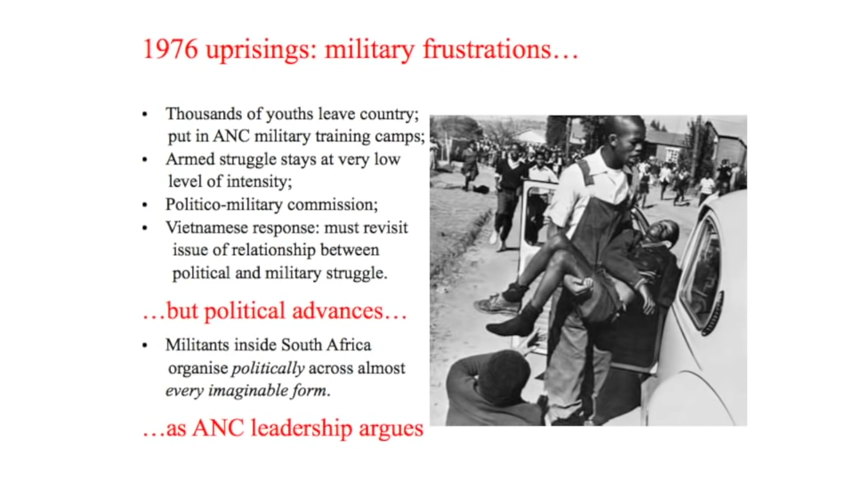 1976 uprisings: military frustrations…
• Thousands of youths leave country;
put in ANC military training camps;
• Armed struggle stays at very low
level of intensity;
• Politico-military commission;
• Vietnamese response: must revisit
issue of relationship between
political and military struggle.
…but political advances…
• Militants inside South Africa
organise politically across almost
every imaginable form.
…as ANC leadership argues